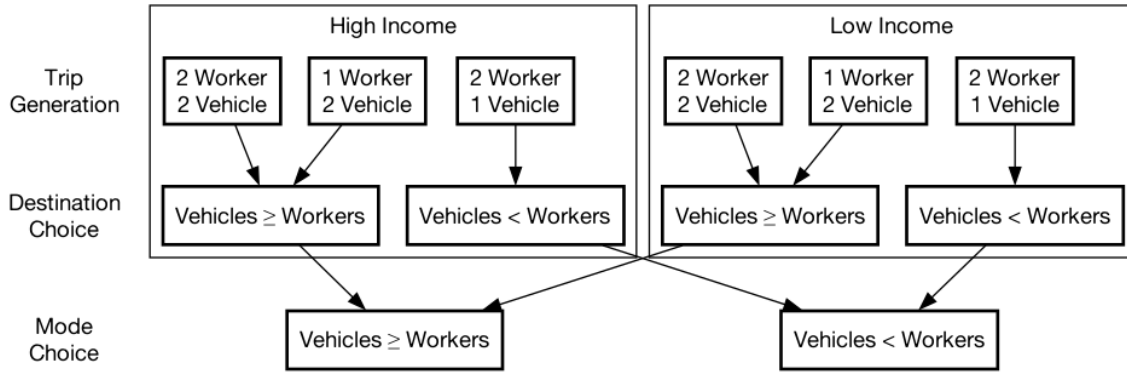 High Income
Low Income
Trip
Generation
2 Worker
2 Vehicle
1 Worker
2 Vehicle
2 Worker
1 Vehicle
2 Worker
2 Vehicle
1 Worker
2 Vehicle
2 Worker
1 Vehicle
Destination
Choice
Vehicles ≥ Workers
Vehicles < Workers
Vehicles ≥ Workers
Vehicles < Workers
Mode
Choice
Vehicles ≥ Workers
Vehicles < Workers